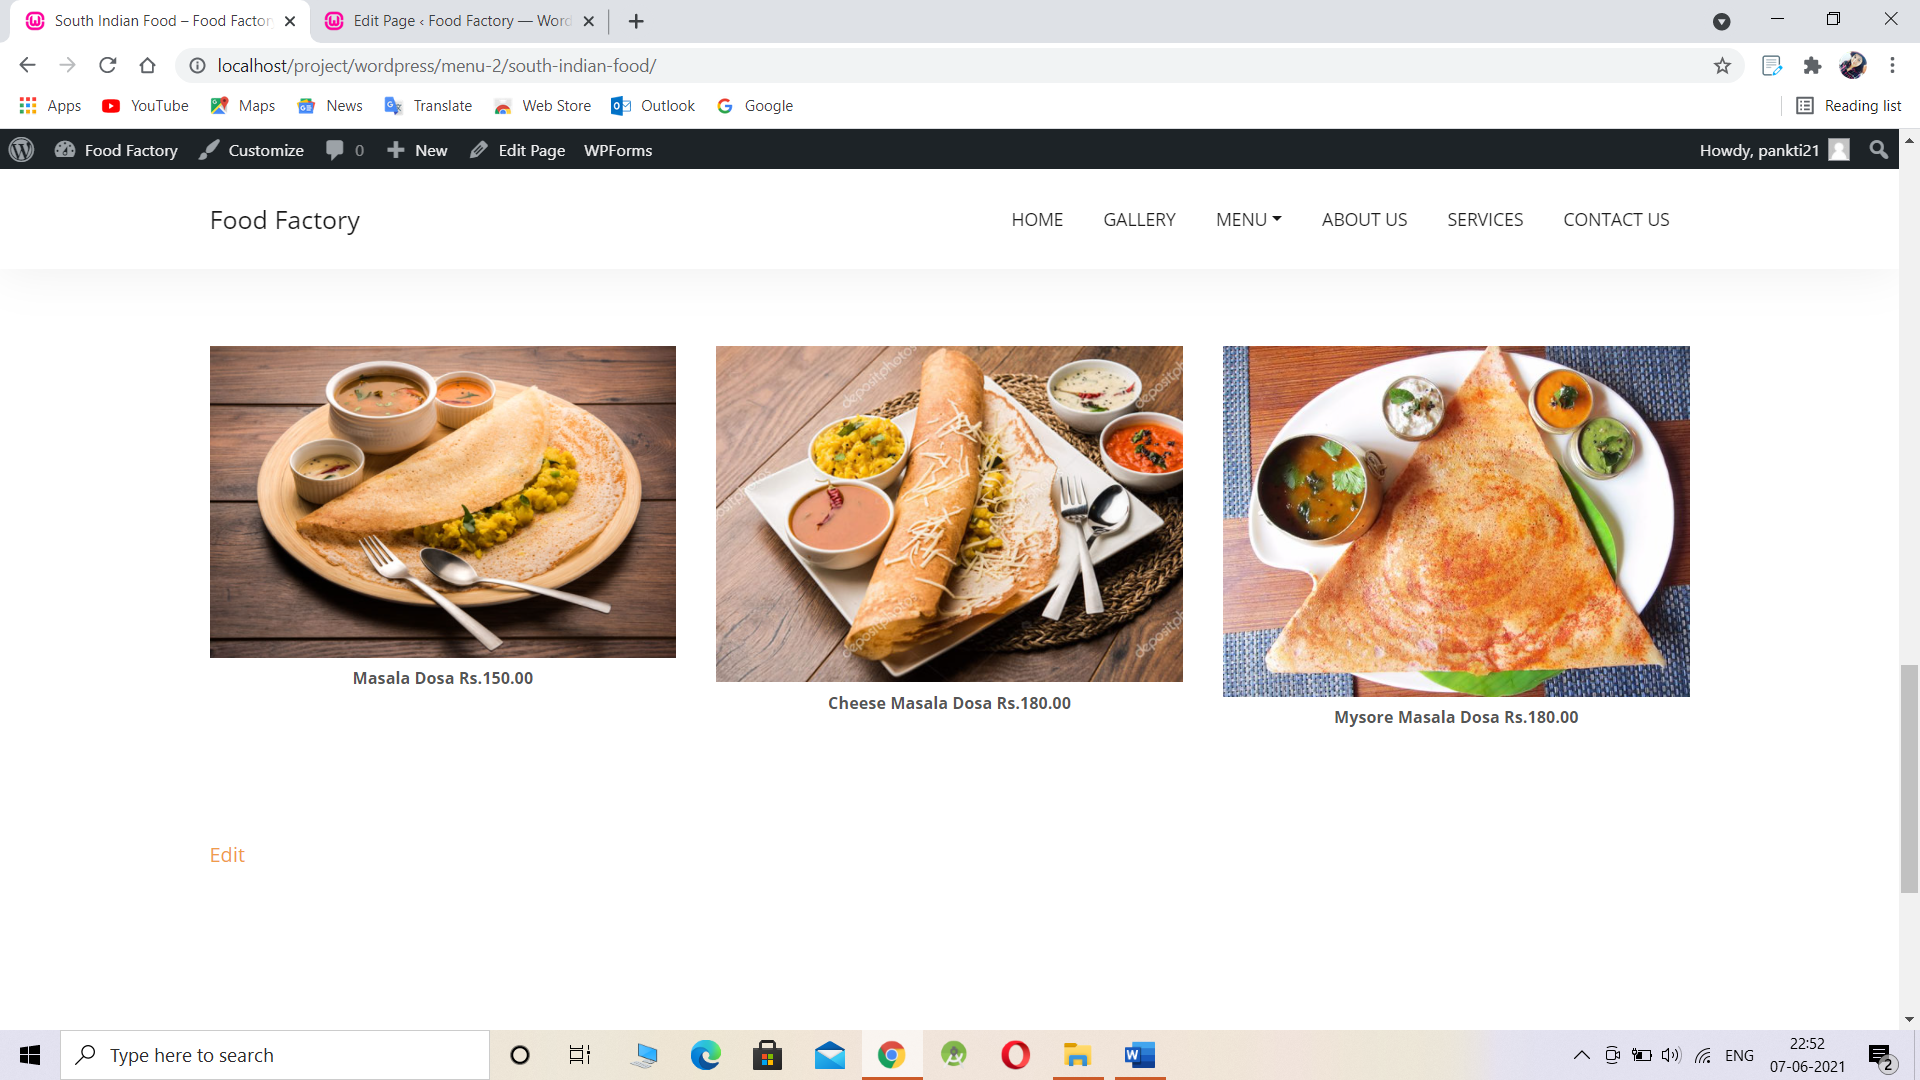 South Indian Food – Food Factor
Edit Page ‹ Food Factory — Word
localhost/project/wordpress/menu-2/south-indian-food/
Apps YouTube Maps News Translate Web Store Outlook Google Reading list
Food Factory Customize 0 New Edit Page WPForms Howdy, pankti21
Food Factory HOME GALLERY MENU ABOUT US SERVICES CONTACT US
depositphotos
depositph
depositph
Masala Dosa Rs.150.00
Cheese Masala Dosa Rs.180.00
Mysore Masala Dosa Rs.180.00
Edit
Type here to search
ENG
22:52
07-06-2021
2